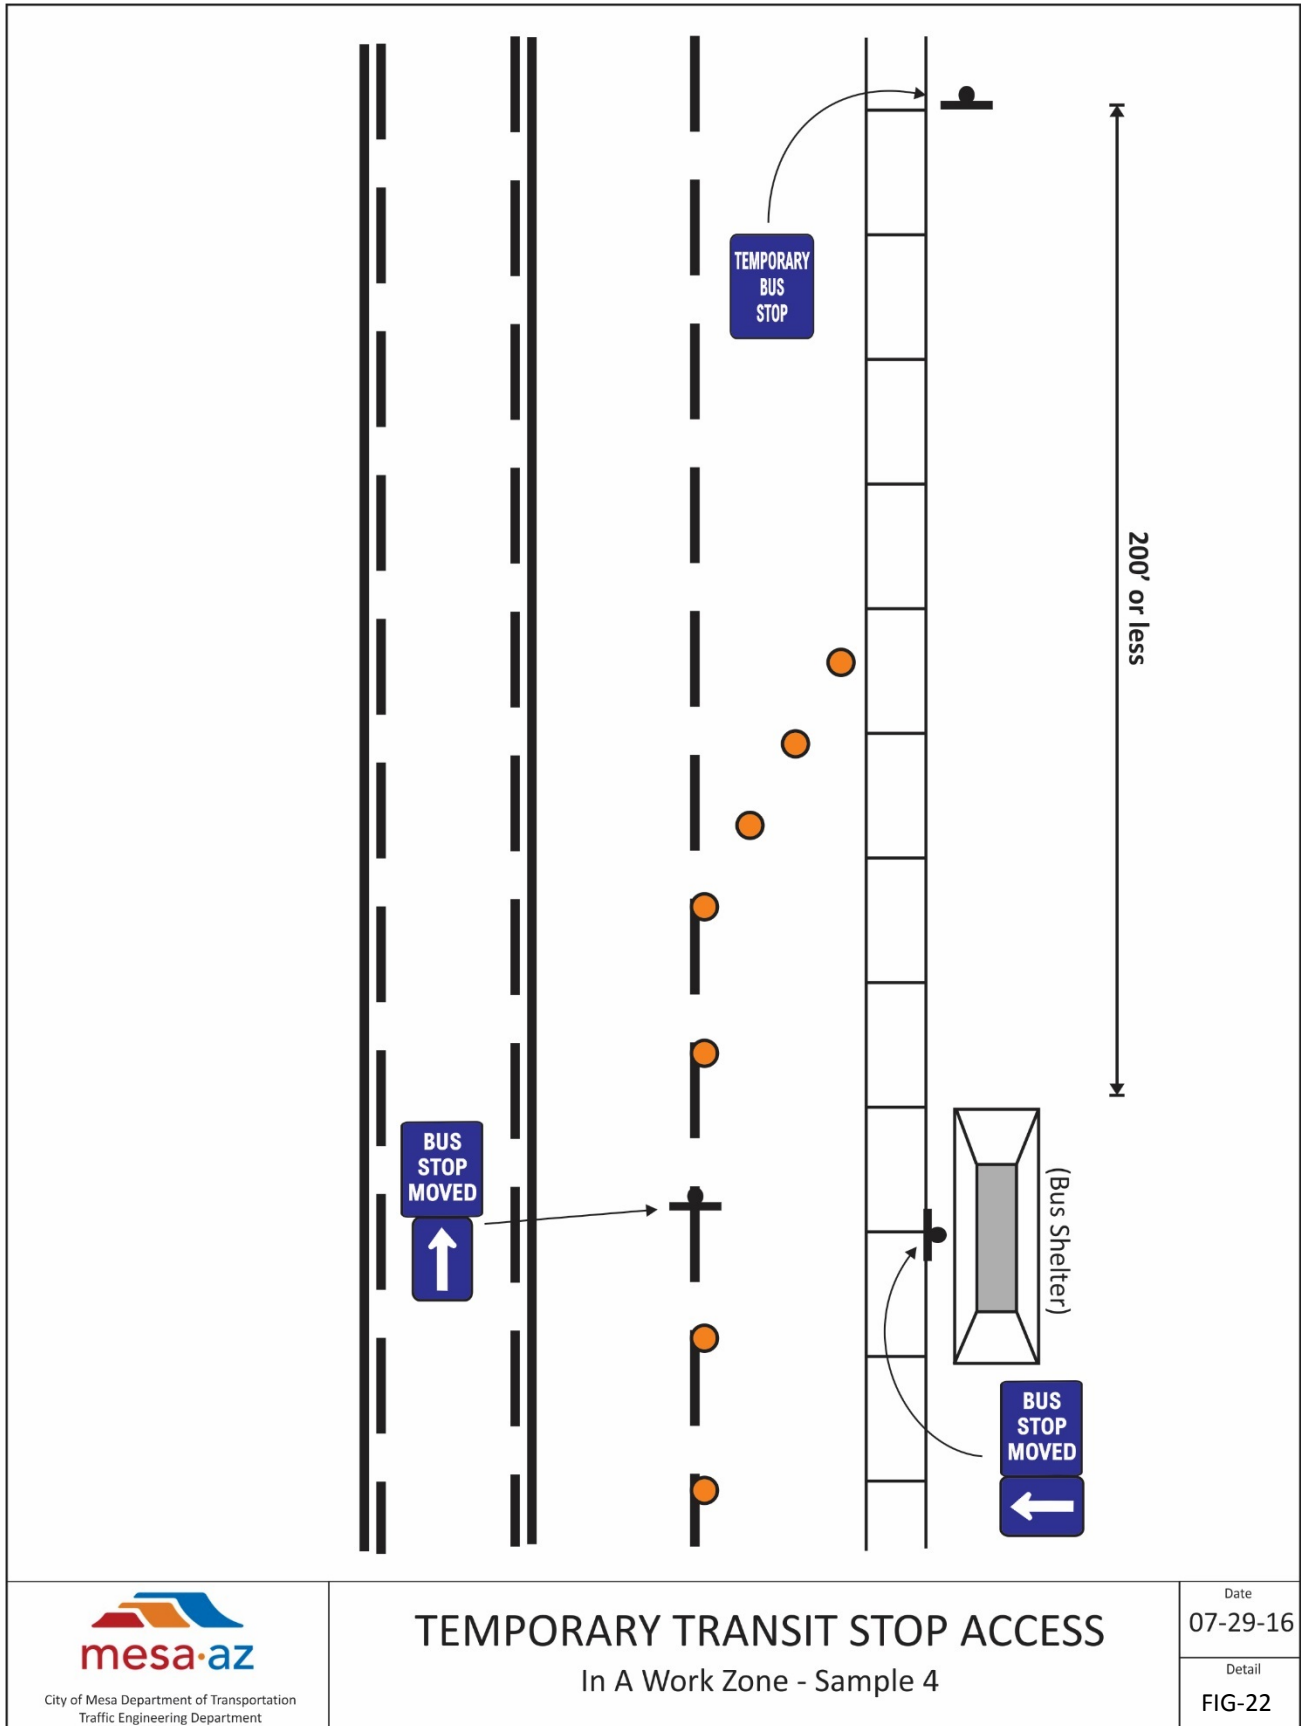 TEMPORARY
BUS
STOP
200' or less
BUS
STOP
MOVED
(Bus Shelter)
BUS
STOP
MOVED
mesa·az
City of Mesa Department of Transportation
Traffic Engineering Department
TEMPORARY TRANSIT STOP ACCESS
In A Work Zone - Sample 4
Date
07-29-16
Detail
FIG-22